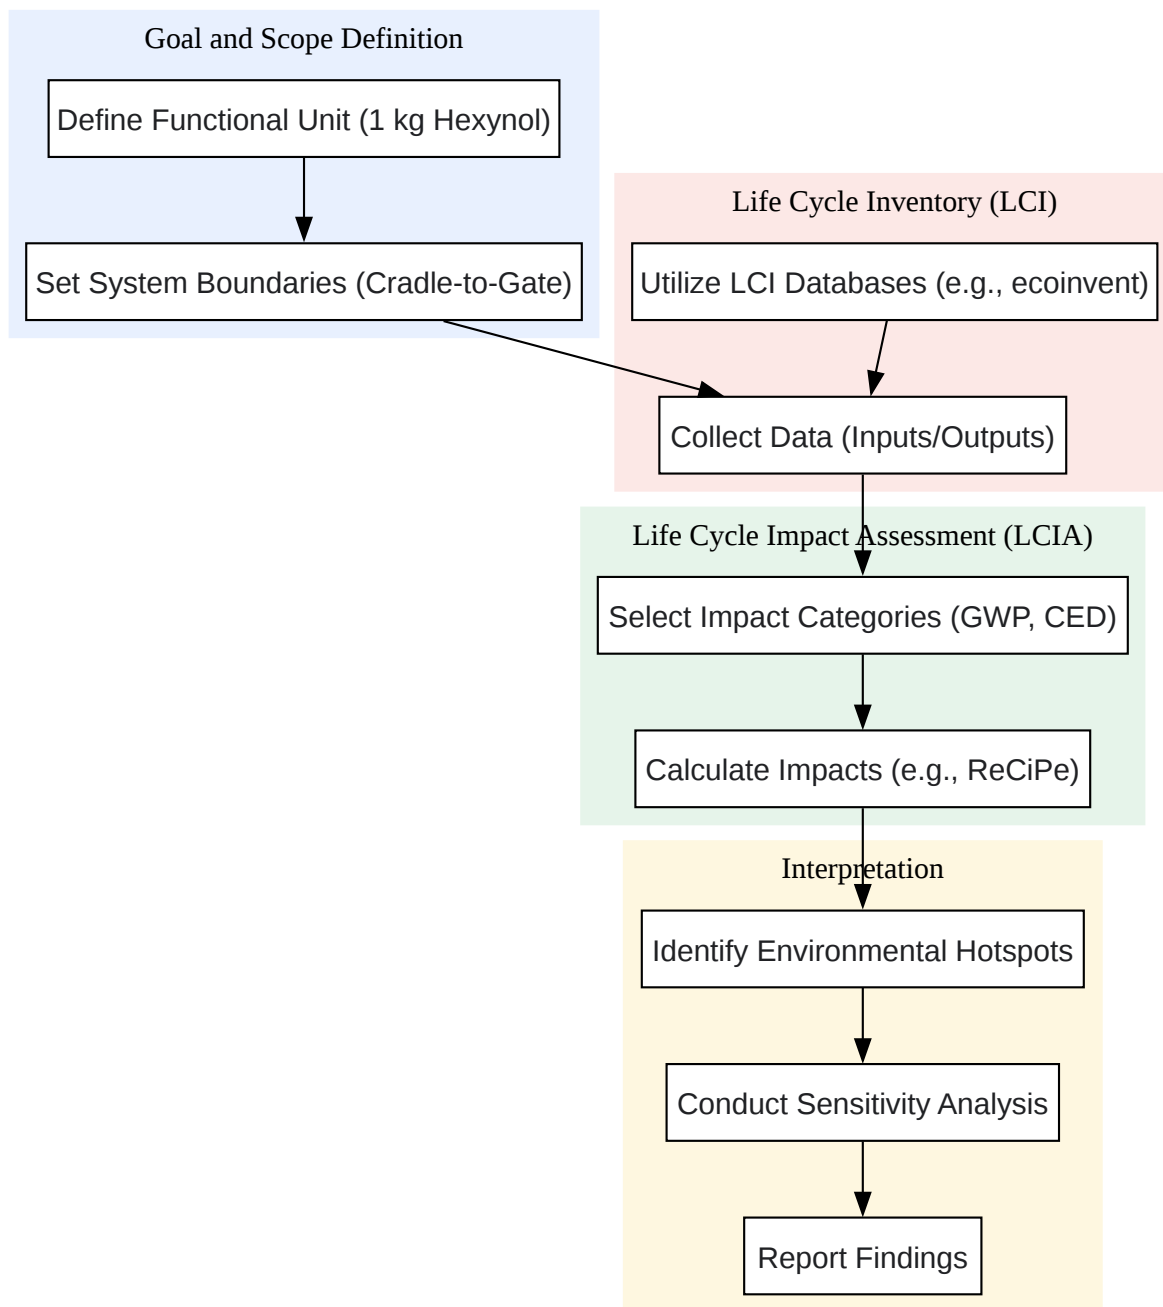 Goal and Scope Definition
Define Functional Unit (1 kg Hexynol)
Set System Boundaries (Cradle-to-Gate)
Life Cycle Inventory (LCI)
Utilize LCI Databases (e.g., ecoinvent)
Collect Data (Inputs/Outputs)
Life Cycle Impact Assessment (LCIA)
Select Impact Categories (GWP, CED)
Calculate Impacts (e.g., ReCiPe)
Interpretation
Identify Environmental Hotspots
Conduct Sensitivity Analysis
Report Findings